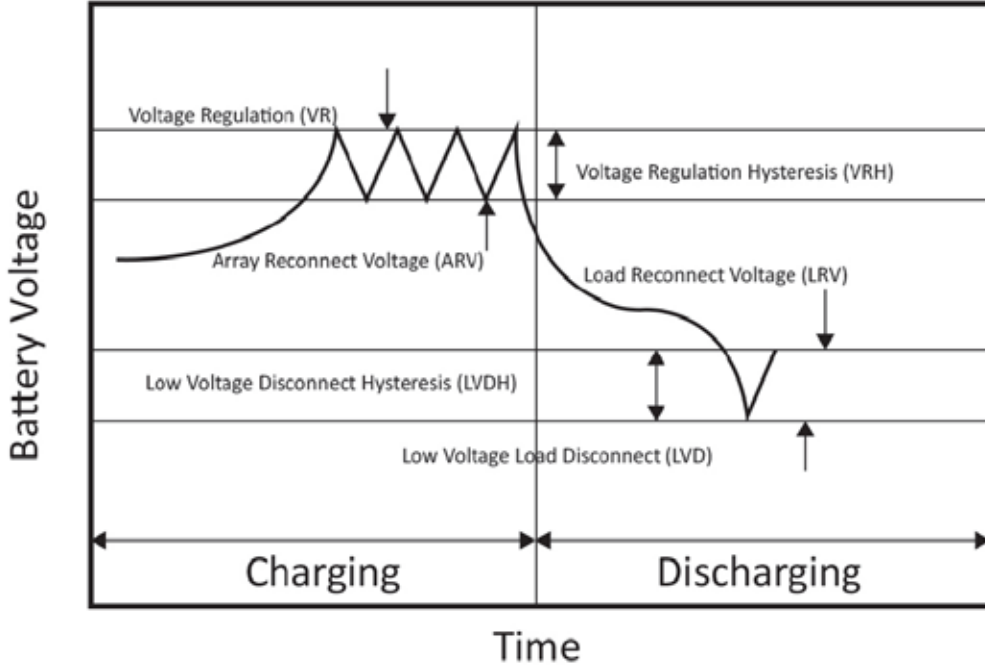 Voltage Regulation (VR)
Voltage Regulation Hysteresis (VRH)
Array Reconnect Voltage (ARV)
Load Reconnect Voltage (LRV)
Low Voltage Disconnect Hysteresis (LVDH)
Low Voltage Load Disconnect (LVD)
Battery Voltage
Charging
Discharging
Time